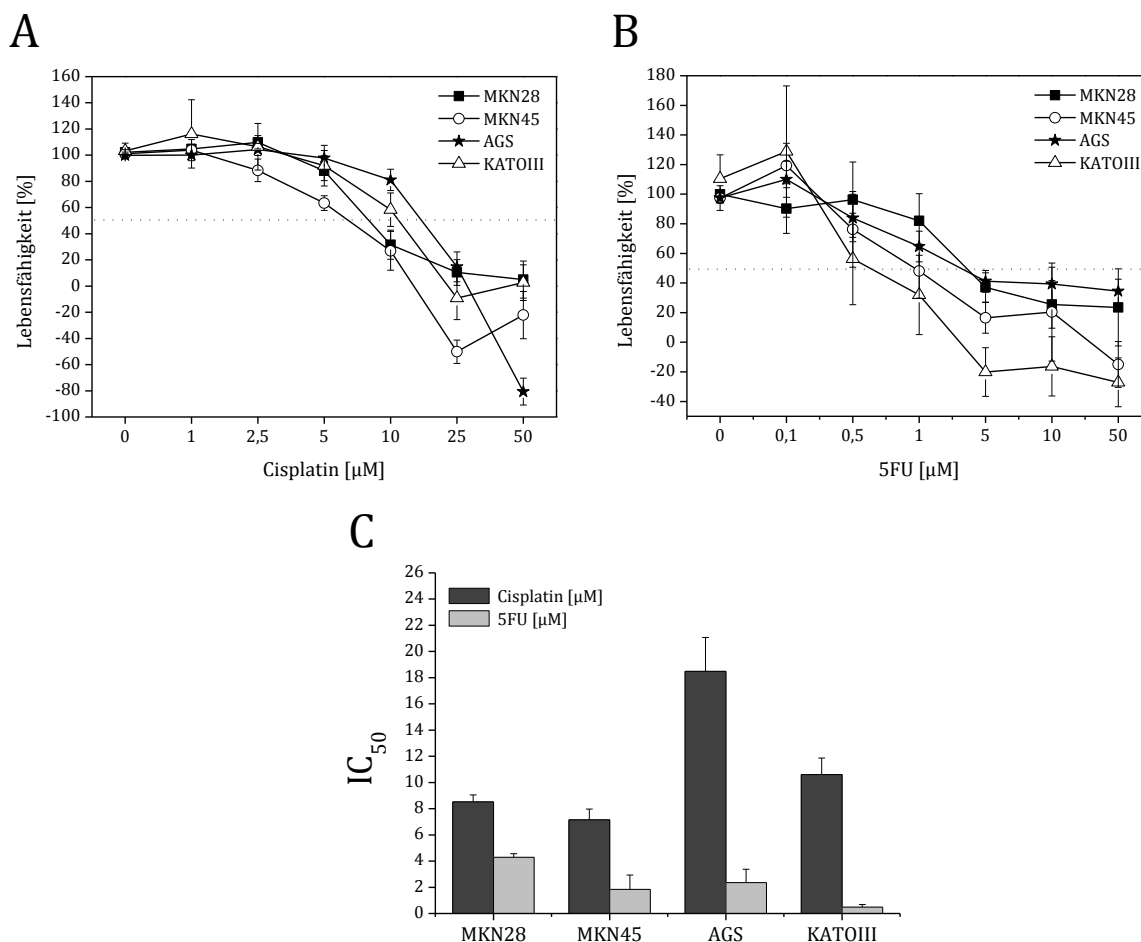 A
160
140
120
100
80
60
40
20
0
-20
-40
-60
-80
-100
Lebensfähigkeit [%]
MKN28
MKN45
AGS
KATOIII
0 1 2,5 5 10 25 50
Cisplatin [µM]
B
180
160
140
120
100
80
60
40
20
0
-20
-40
Lebensfähigkeit [%]
MKN28
MKN45
AGS
KATOIII
0 0,1 0,5 1 5 10 50
5FU [µM]
C
26
24
22
20
18
16
14
12
10
8
6
4
2
0
IC50
Cisplatin [µM]
5FU [µM]
MKN28 MKN45 AGS KATOIII